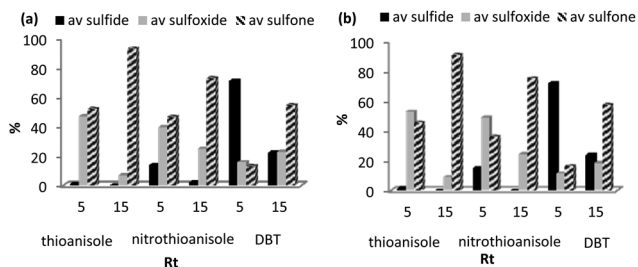 (a) av sulfide av sulfoxide av sulfone
100
80
60
40
20
0
%
5 15 5 15 5 15
thioanisole nitrothioanisole DBT
Rt
(b) av sulfide av sulfoxide av sulfone
100
80
60
40
20
0
%
5 15 5 15 5 15
thioanisole nitrothioanisole DBT
Rt